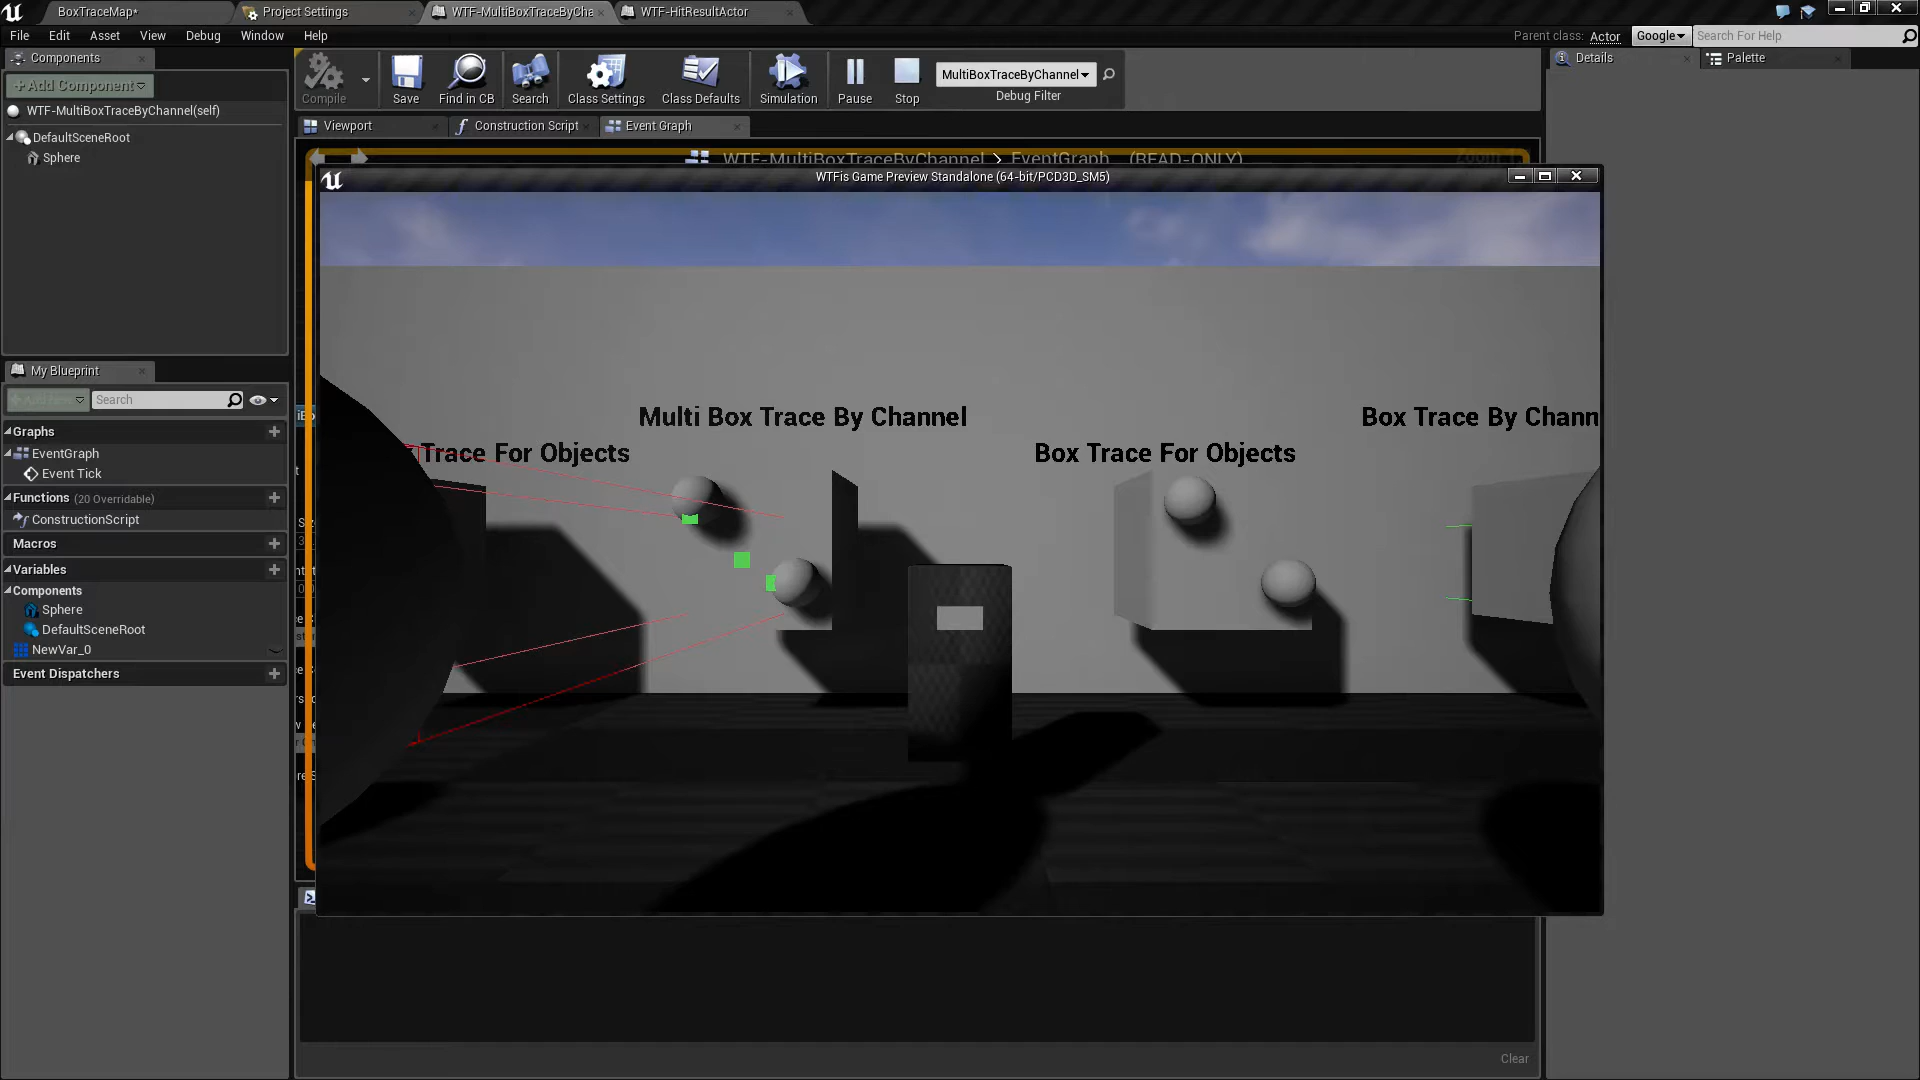 BoxTraceMap*
Project Settings
WTF-MultiBoxTraceByCha
WTF-HitResultActor
File Edit Asset View Debug Window Help
Parent class: Actor
Google
Search For Help
Components
Details
Palette
+Add Component
Compile
Save
Find in CB
Search
Class Settings
Class Defaults
Simulation
Pause
Stop
MultiBoxTraceByChannel
Debug Filter
WTF-MultiBoxTraceByChannel(self)
DefaultSceneRoot
Sphere
Viewport
Construction Script
Event Graph
WTF-MultiBoxTraceByChannel > EventGraph (READ-ONLY)
WTFis Game Preview Standalone (64-bit/PCD3D_SM5)
Multi Box Trace By Channel
Box Trace By Chann
Trace For Objects
Box Trace For Objects
My Blueprint
Search
Graphs
EventGraph
Event Tick
Functions (20 Overridable)
ConstructionScript
Macros
Variables
Components
Sphere
DefaultSceneRoot
NewVar_0
Event Dispatchers
Clear